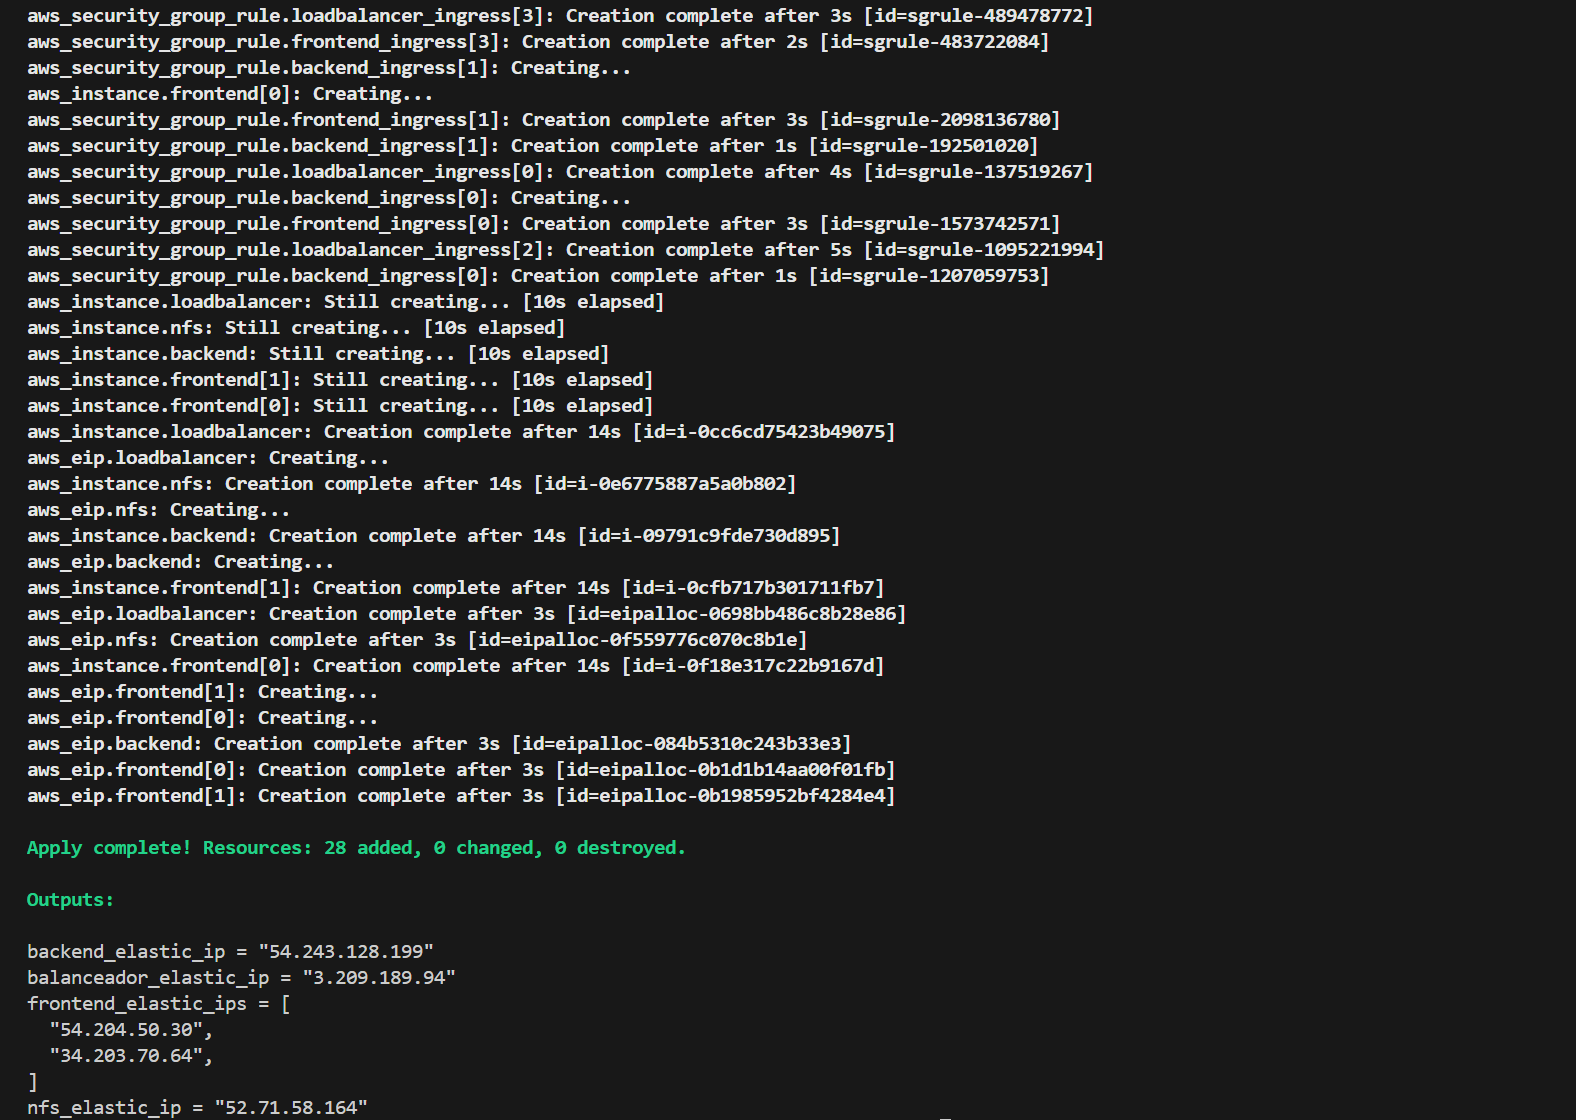 aws_security_group_rule.loadbalancer_ingress[3]: Creation complete after 3s [id=sgrule-489478772]
aws_security_group_rule.frontend_ingress[3]: Creation complete after 2s [id=sgrule-483722084]
aws_security_group_rule.backend_ingress[1]: Creating...
aws_instance.frontend[0]: Creating...
aws_security_group_rule.frontend_ingress[1]: Creation complete after 3s [id=sgrule-2098136780]
aws_security_group_rule.backend_ingress[1]: Creation complete after 1s [id=sgrule-192501020]
aws_security_group_rule.loadbalancer_ingress[0]: Creation complete after 4s [id=sgrule-137519267]
aws_security_group_rule.backend_ingress[0]: Creating...
aws_security_group_rule.frontend_ingress[0]: Creation complete after 3s [id=sgrule-1573742571]
aws_security_group_rule.loadbalancer_ingress[2]: Creation complete after 5s [id=sgrule-1095221994]
aws_security_group_rule.backend_ingress[0]: Creation complete after 1s [id=sgrule-1207059753]
aws_instance.loadbalancer: Still creating... [10s elapsed]
aws_instance.nfs: Still creating... [10s elapsed]
aws_instance.backend: Still creating... [10s elapsed]
aws_instance.frontend[1]: Still creating... [10s elapsed]
aws_instance.frontend[0]: Still creating... [10s elapsed]
aws_instance.loadbalancer: Creation complete after 14s [id=i-0cc6cd75423b49075]
aws_eip.loadbalancer: Creating...
aws_instance.nfs: Creation complete after 14s [id=i-0e6775887a5a0b802]
aws_eip.nfs: Creating...
aws_instance.backend: Creation complete after 14s [id=i-09791c9fde730d895]
aws_eip.backend: Creating...
aws_instance.frontend[1]: Creation complete after 14s [id=i-0cfb717b301711fb7]
aws_eip.loadbalancer: Creation complete after 3s [id=eipalloc-0698bb486c8b28e86]
aws_eip.nfs: Creation complete after 3s [id=eipalloc-0f559776c070c8b1e]
aws_instance.frontend[0]: Creation complete after 14s [id=i-0f18e317c22b9167d]
aws_eip.frontend[1]: Creating...
aws_eip.frontend[0]: Creating...
aws_eip.backend: Creation complete after 3s [id=eipalloc-084b5310c243b33e3]
aws_eip.frontend[0]: Creation complete after 3s [id=eipalloc-0b1d1b14aa00f01fb]
aws_eip.frontend[1]: Creation complete after 3s [id=eipalloc-0b1985952bf4284e4]
Apply complete! Resources: 28 added, 0 changed, 0 destroyed.
Outputs:
backend_elastic_ip = "54.243.128.199"
balanceador_elastic_ip = "3.209.189.94"
frontend_elastic_ips = [
  "54.204.50.30",
  "34.203.70.64",
]
nfs_elastic_ip = "52.71.58.164"